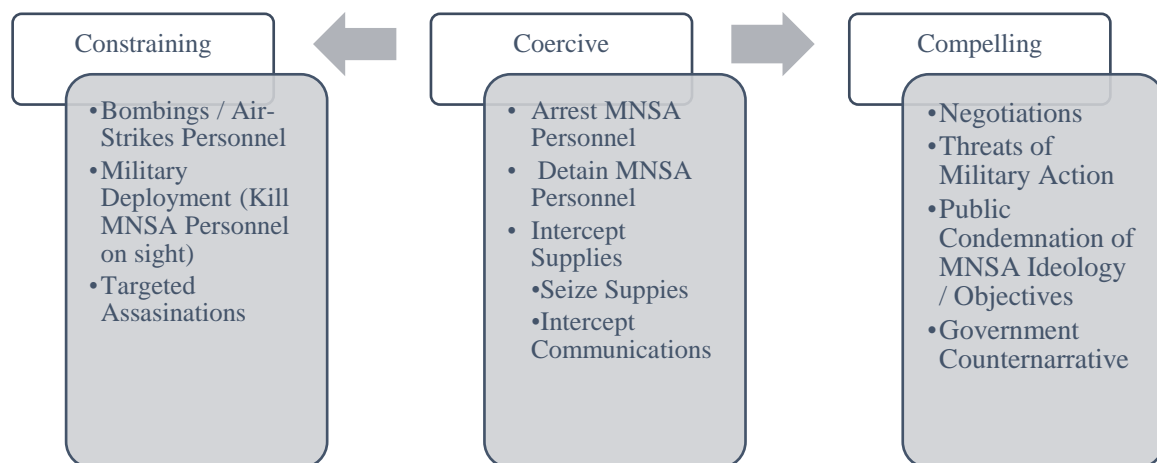 Constraining
•Bombings / Air-
Strikes Personnel
•Military
Deployment (Kill
MNSA Personnel
on sight)
•Targeted
Assasinations
Coercive
• Arrest MNSA
Personnel
• Detain MNSA
Personnel
• Intercept
Supplies
•Seize Suppies
•Intercept
Communications
Compelling
•Negotiations
•Threats of
Military Action
•Public
Condemnation of
MNSA Ideology
/ Objectives
•Government
Counternarrative